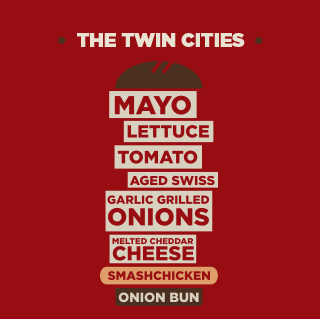 THE TWIN CITIES
MAYO
LETTUCE
TOMATO
AGED SWISS
GARLIC GRILLED
ONIONS
MELTED CHEDDAR
CHEESE
SMASHCHICKEN
ONION BUN